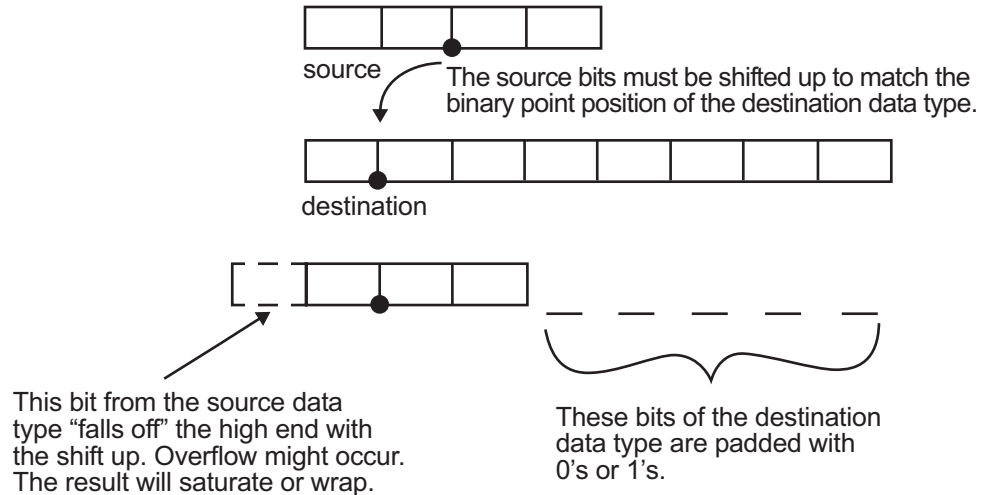 source
The source bits must be shifted up to match the
binary point position of the destination data type.
destination
This bit from the source data
type “falls off” the high end with
the shift up. Overflow might occur.
The result will saturate or wrap.
These bits of the destination
data type are padded with
0's or 1's.